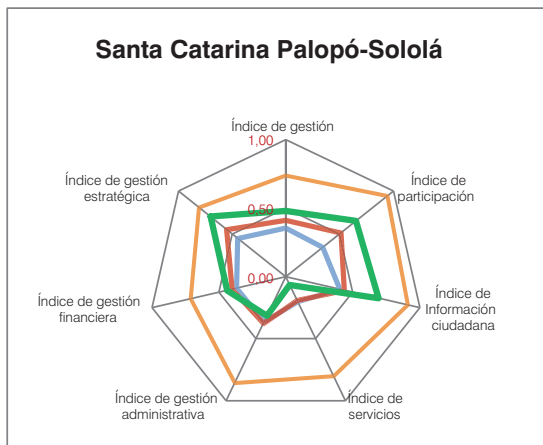 Santa Catarina Palopó-Sololá
Índice de gestión
1,00
Índice de gestión
estratégica
Índice de
participación
0,50
0,00
Índice de gestión
financiera
Índice de
Información
ciudadana
Índice de gestión
administrativa
Índice de
servicios